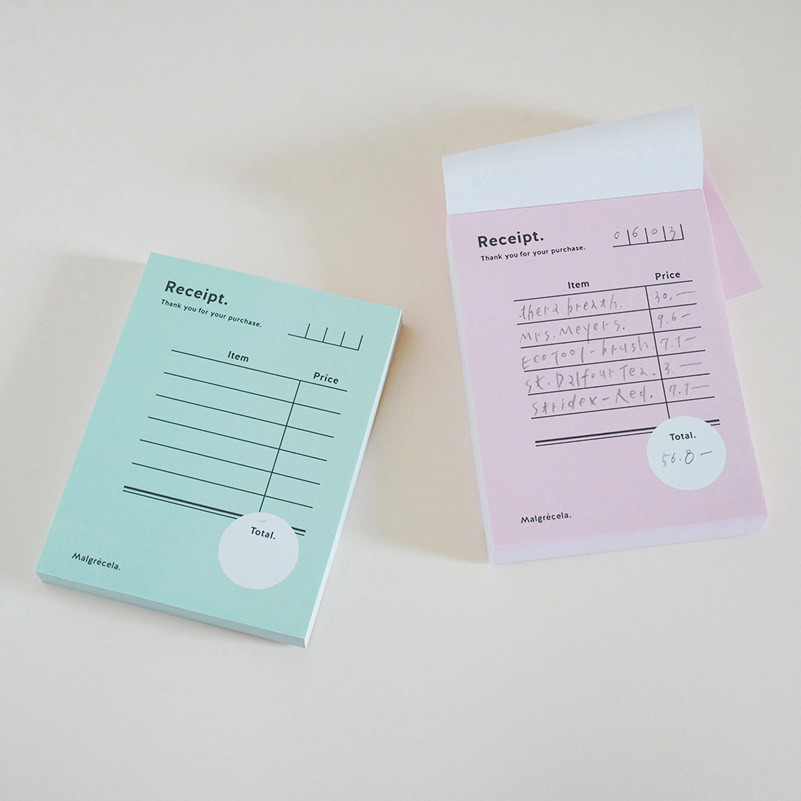 Receipt.
Thank you for your purchase.
Item Price
Total.
Malgrécela.
Receipt.
Thank you for your purchase.
0 6 0 3
Item Price
thera breath. 30.—
Mrs. Meyers. 9.6—
EcoTool-brush. 7.1—
St. Dalfour Tea. 3.—
Stridex-Red. 7.1—
Total.
56.8—
Malgrécela.